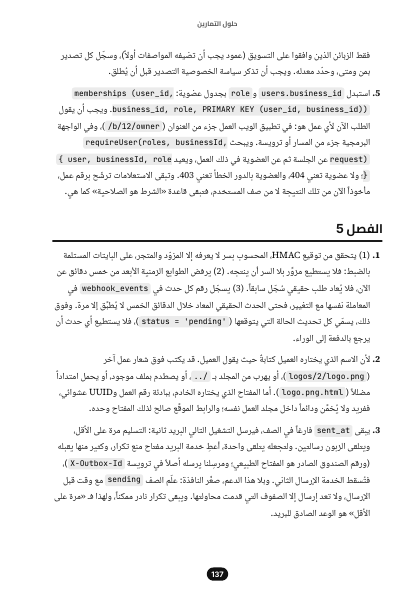 حلول التمارين
فقط الزبائن الذين وافقوا على التسويق (عمود يجب أن تضيفه المواصفات أولاً)، وسجّل كل تصدير
بمن ومتى، وحدّد معدله. ويجب أن تذكر سياسة الخصوصية التصدير قبل أن يُطلق.
5. استبدل users.business_id و role بجدول عضوية: memberships (user_id,
business_id, role, PRIMARY KEY (user_id, business_id)). ويجب أن يقول
الطلب الآن لأي عمل هو: في تطبيق الويب العمل جزء من العنوان (/b/12/owner)، وفي الواجهة
البرمجية جزء من المسار أو ترويسة. ويبحث requireUser(roles, businessId,
request) عن الجلسة ثم عن العضوية في ذلك العمل، ويعيد { user, businessId, role
}؛ ولا عضوية تعني 404، والعضوية بالدور الخطأ تعني 403. وتبقى الاستعلامات ترشّح برقم عمل،
مأخوذاً الآن من تلك النتيجة لا من صف المستخدم، فتبقى قاعدة «الشرط هو الصلاحية» كما هي.
الفصل 5
1. (1) يتحقق من توقيع HMAC، المحسوب بسر لا يعرفه إلا المزوّد والمتجر، على البايتات المستلمة
بالضبط: فلا يستطيع مزوِّر بلا السر أن ينتجه. (2) يرفض الطوابع الزمنية الأبعد من خمس دقائق عن
الآن، فلا يُعاد طلب حقيقي سُجّل سابقاً. (3) يسجّل رقم كل حدث في webhook_events في
المعاملة نفسها مع التغيير، فحتى الحدث الحقيقي المعاد خلال الدقائق الخمس لا يُطبّق إلا مرة. وفوق
ذلك، يسمّي كل تحديث الحالة التي يتوقعها (status = 'pending')، فلا يستطيع أي حدث أن
يرجع بالدفعة إلى الوراء.
2. لأن الاسم الذي يختاره العميل كتابةٌ حيث يقول العميل. قد يكتب فوق شعار عمل آخر
(logos/2/logo.png)، أو يهرب من المجلد بـ ../، أو يصطدم بملف موجود، أو يحمل امتداداً
مضللاً (logo.png.html). أما المفتاح الذي يختاره الخادم، ببادئة رقم العمل وUUID عشوائي،
ففريد ولا يُخمَّن ودائماً داخل مجلد العمل نفسه؛ والرابط الموقّع صالح لذلك المفتاح وحده.
3. يبقى sent_at فارغاً في الصف، فيرسل التشغيل التالي البريد ثانية: التسليم مرة على الأقل،
ويتلقى الزبون رسالتين. ولنجعله يتلقى واحدة، أعطِ خدمة البريد مفتاح منع تكرار، وكثير منها يقبله
(ورقم الصندوق الصادر هو المفتاح الطبيعي؛ ومرسِلنا يرسله أصلاً في ترويسة X-Outbox-Id)،
فتُسقط الخدمة الإرسال الثاني. وبلا هذا الدعم، صغّر النافذة: علّم الصف sending مع وقت قبل
الإرسال، ولا تعد إرسال إلا الصفوف التي قدمت محاولتها. ويبقى تكرار نادر ممكناً، ولهذا فـ «مرة على
الأقل» هو الوعد الصادق للبريد.
137